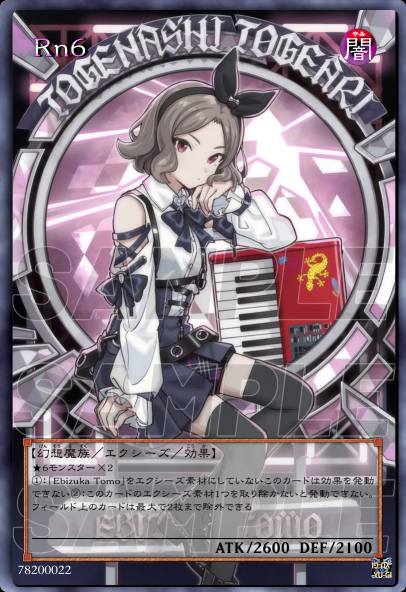 TOGENASHI TOGEARI
Rn6
やみ
闇
SAMPLE
SAMPLE
SAMPLE
【幻想魔族／エクシーズ／効果】
★6モンスター×2
①:「Ebizuka Tomo」をエクシーズ素材にしていないこのカードは効果を発動
できない②:このカードのエクシーズ素材1つを取り除かないと発動できない。
フィールド上のカードは最大で2枚まで除外できる
ATK/2600 DEF/2100
78200022